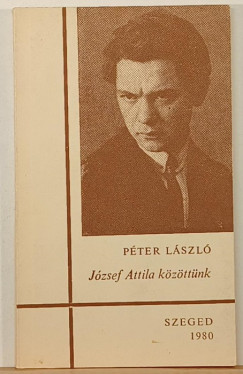 PÉTER LÁSZLÓ
József Attila közöttünk
SZEGED
1980